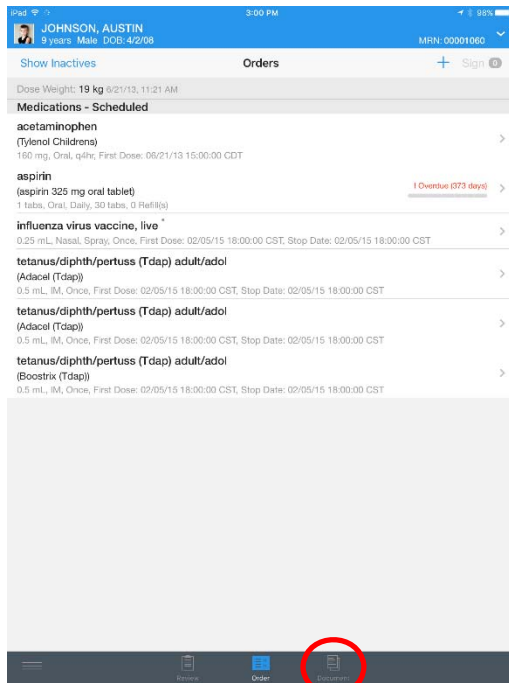 iPad 3:00 PM 98%
JOHNSON, AUSTIN
9 years Male DOB:4/2/08 MRN: 00001060
Show Inactives Orders + Sign 0
Dose Weight: 19 kg 6/21/13, 11:21 AM
Medications - Scheduled
acetaminophen
(Tylenol Childrens)
160 mg, Oral, q4hr, First Dose: 06/21/13 15:00:00 CDT
aspirin
(aspirin 325 mg oral tablet) ! Overdue (373 days)
1 tabs, Oral, Daily, 30 tabs, 0 Refill(s)
influenza virus vaccine, live *
0.25 mL, Nasal, Spray, Once, First Dose: 02/05/15 18:00:00 CST, Stop Date: 02/05/15 18:00:00 CST
tetanus/diphth/pertuss (Tdap) adult/adol
(Adacel (Tdap))
0.5 mL, IM, Once, First Dose: 02/05/15 18:00:00 CST, Stop Date: 02/05/15 18:00:00 CST
tetanus/diphth/pertuss (Tdap) adult/adol
(Adacel (Tdap))
0.5 mL, IM, Once, First Dose: 02/05/15 18:00:00 CST, Stop Date: 02/05/15 18:00:00 CST
tetanus/diphth/pertuss (Tdap) adult/adol
(Boostrix (Tdap))
0.5 mL, IM, Once, First Dose: 02/05/15 18:00:00 CST, Stop Date: 02/05/15 18:00:00 CST
Review Order Document